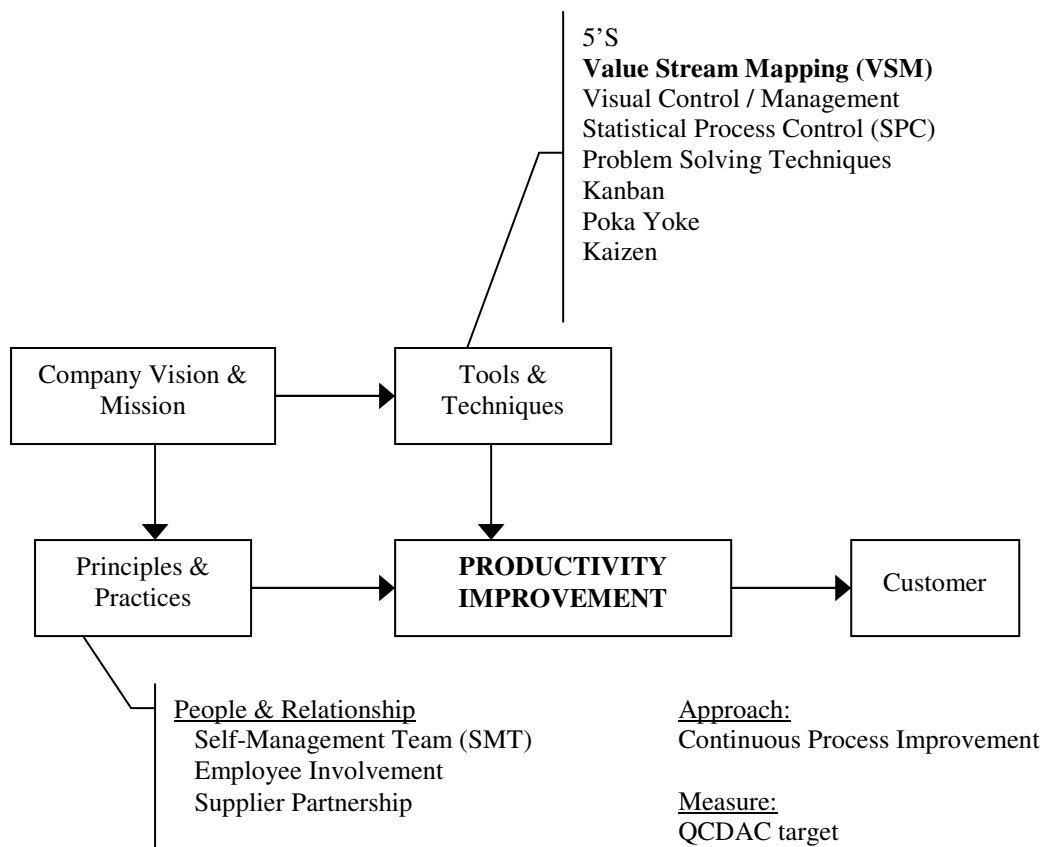 5’S
Value Stream Mapping (VSM)
Visual Control / Management
Statistical Process Control (SPC)
Problem Solving Techniques
Kanban
Poka Yoke
Kaizen
Company Vision &
Mission
Tools &
Techniques
Principles &
Practices
PRODUCTIVITY
IMPROVEMENT
Customer
People & Relationship
Self-Management Team (SMT)
Employee Involvement
Supplier Partnership
Approach:
Continuous Process Improvement
Measure:
QCDAC target